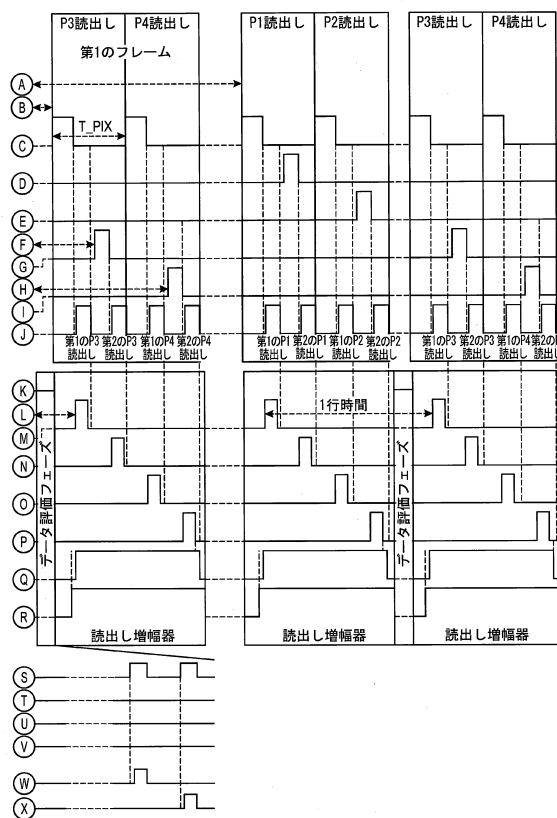 P3読出し P4読出し P1読出し P2読出し P3読出し P4読出し
第1のフレーム
A
B
T_PIX
C
D
E
F
G
H
I
J
第1のP3読出し 第2のP3読出し 第1のP4読出し 第2のP4読出し 第1のP1読出し 第2のP1読出し 第1のP2読出し 第2のP2読出し 第1のP3読出し 第2のP3読出し 第1のP4読出し
K
L
1行時間
M
N
O
P
Q
R
データ評価フェーズ
読出し増幅器
読出し増幅器
データ評価フェーズ
読出し増幅器
S
T
U
V
W
X